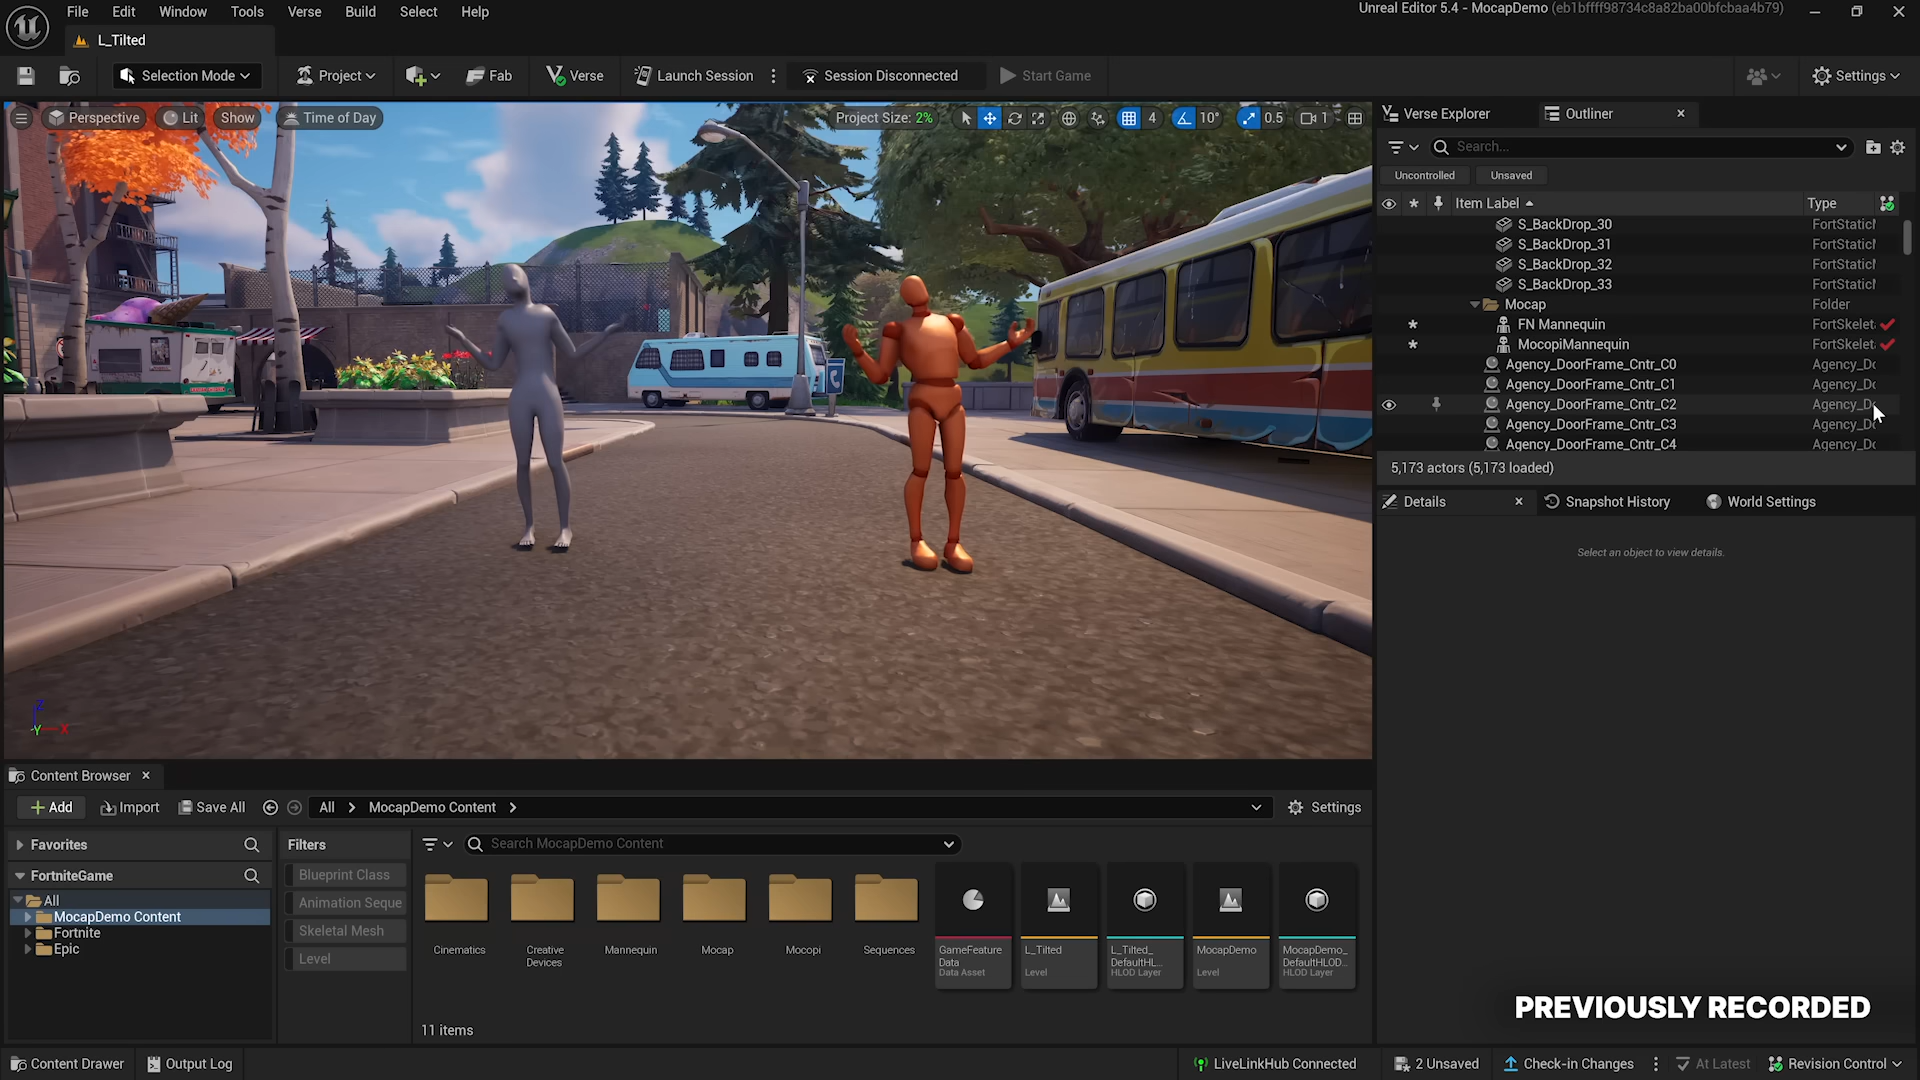 File Edit Window Tools Verse Build Select Help
Unreal Editor 5.4 - MocapDemo (eb1bffff98734c8a82ba00bfcbaa4b79)
L_Tilted
Selection Mode
Project
Fab
Verse
Launch Session
Session Disconnected
Start Game
Settings
Perspective
Lit
Show
Time of Day
Project Size: 2%
4
10°
0.5
1
Verse Explorer
Outliner
Search...
Uncontrolled
Unsaved
Item Label
Type
S_BackDrop_30 FortStatic
S_BackDrop_31 FortStatic
S_BackDrop_32 FortStatic
S_BackDrop_33 FortStatic
Mocap Folder
FN Mannequin FortSkelet
MocopiMannequin FortSkelet
Agency_DoorFrame_Cntr_C0 Agency_Dc
Agency_DoorFrame_Cntr_C1 Agency_Dc
Agency_DoorFrame_Cntr_C2 Agency_D
Agency_DoorFrame_Cntr_C3 Agency_Dc
Agency_DoorFrame_Cntr_C4 Agency_Dc
5,173 actors (5,173 loaded)
Details
Snapshot History
World Settings
Select an object to view details.
Z
Y
X
Content Browser
Add
Import
Save All
All
MocapDemo Content
Settings
Favorites
FortniteGame
All
MocapDemo Content
Fortnite
Epic
Filters
Blueprint Class
Animation Seque
Skeletal Mesh
Level
Search MocapDemo Content
Cinematics
Creative
Devices
Mannequin
Mocap
Mocopi
Sequences
GameFeature
Data
Data Asset
L_Tilted
Level
L_Tilted_
DefaultHL...
HLOD Layer
MocapDemo
Level
MocapDemo_
DefaultHLOD...
HLOD Layer
11 items
PREVIOUSLY RECORDED
Content Drawer
Output Log
LiveLinkHub Connected
2 Unsaved
Check-in Changes
At Latest
Revision Control